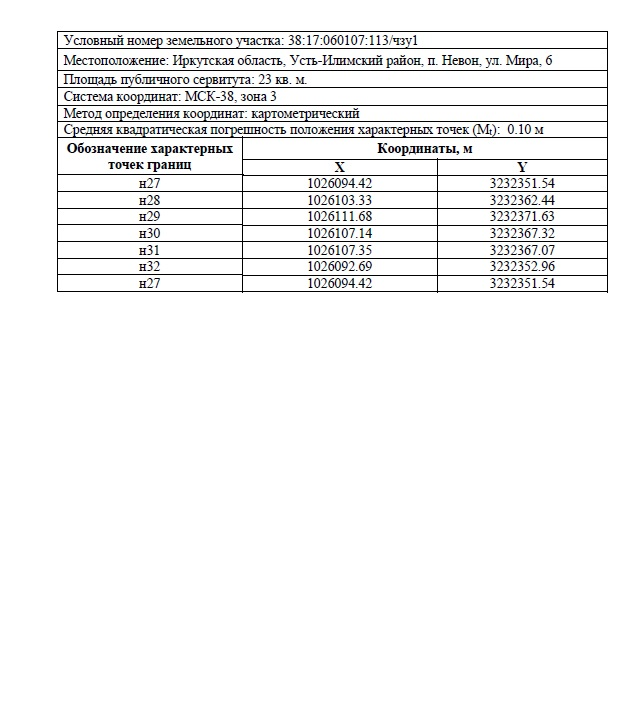 Условный номер земельного участка: 38:17:060107:113/чзу1
Местоположение: Иркутская область, Усть-Илимский район, п. Невон, ул. Мира, 6
Площадь публичного сервитута: 23 кв. м.
Система координат: МСК-38, зона 3
Метод определения координат: картометрический
Средняя квадратическая погрешность положения характерных точек (Mt): 0.10 м
Обозначение характерных точек границ Координаты, м
X Y
н27 1026094.42 3232351.54
н28 1026103.33 3232362.44
н29 1026111.68 3232371.63
н30 1026107.14 3232367.32
н31 1026107.35 3232367.07
н32 1026092.69 3232352.96
н27 1026094.42 3232351.54